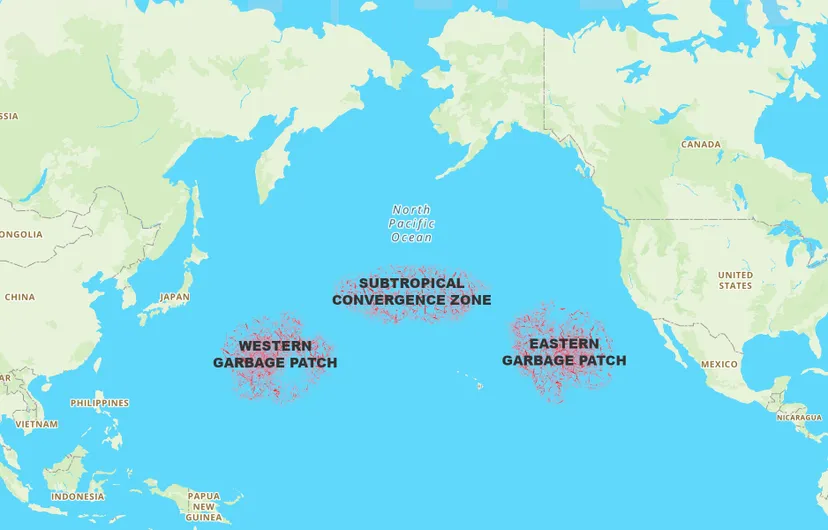 SSIA
CANADA
North
Pacific
Ocean
ONGOLIA
UNITED
STATES
SUBTROPICAL
CONVERGENCE ZONE
CHINA
JAPAN
WESTERN
GARBAGE PATCH
EASTERN
GARBAGE PATCH
MEXICO
AR
PHILIPPINES
VIETNAM
NICARAGUA
INDONESIA
PAPUA
NEW
GUINEA